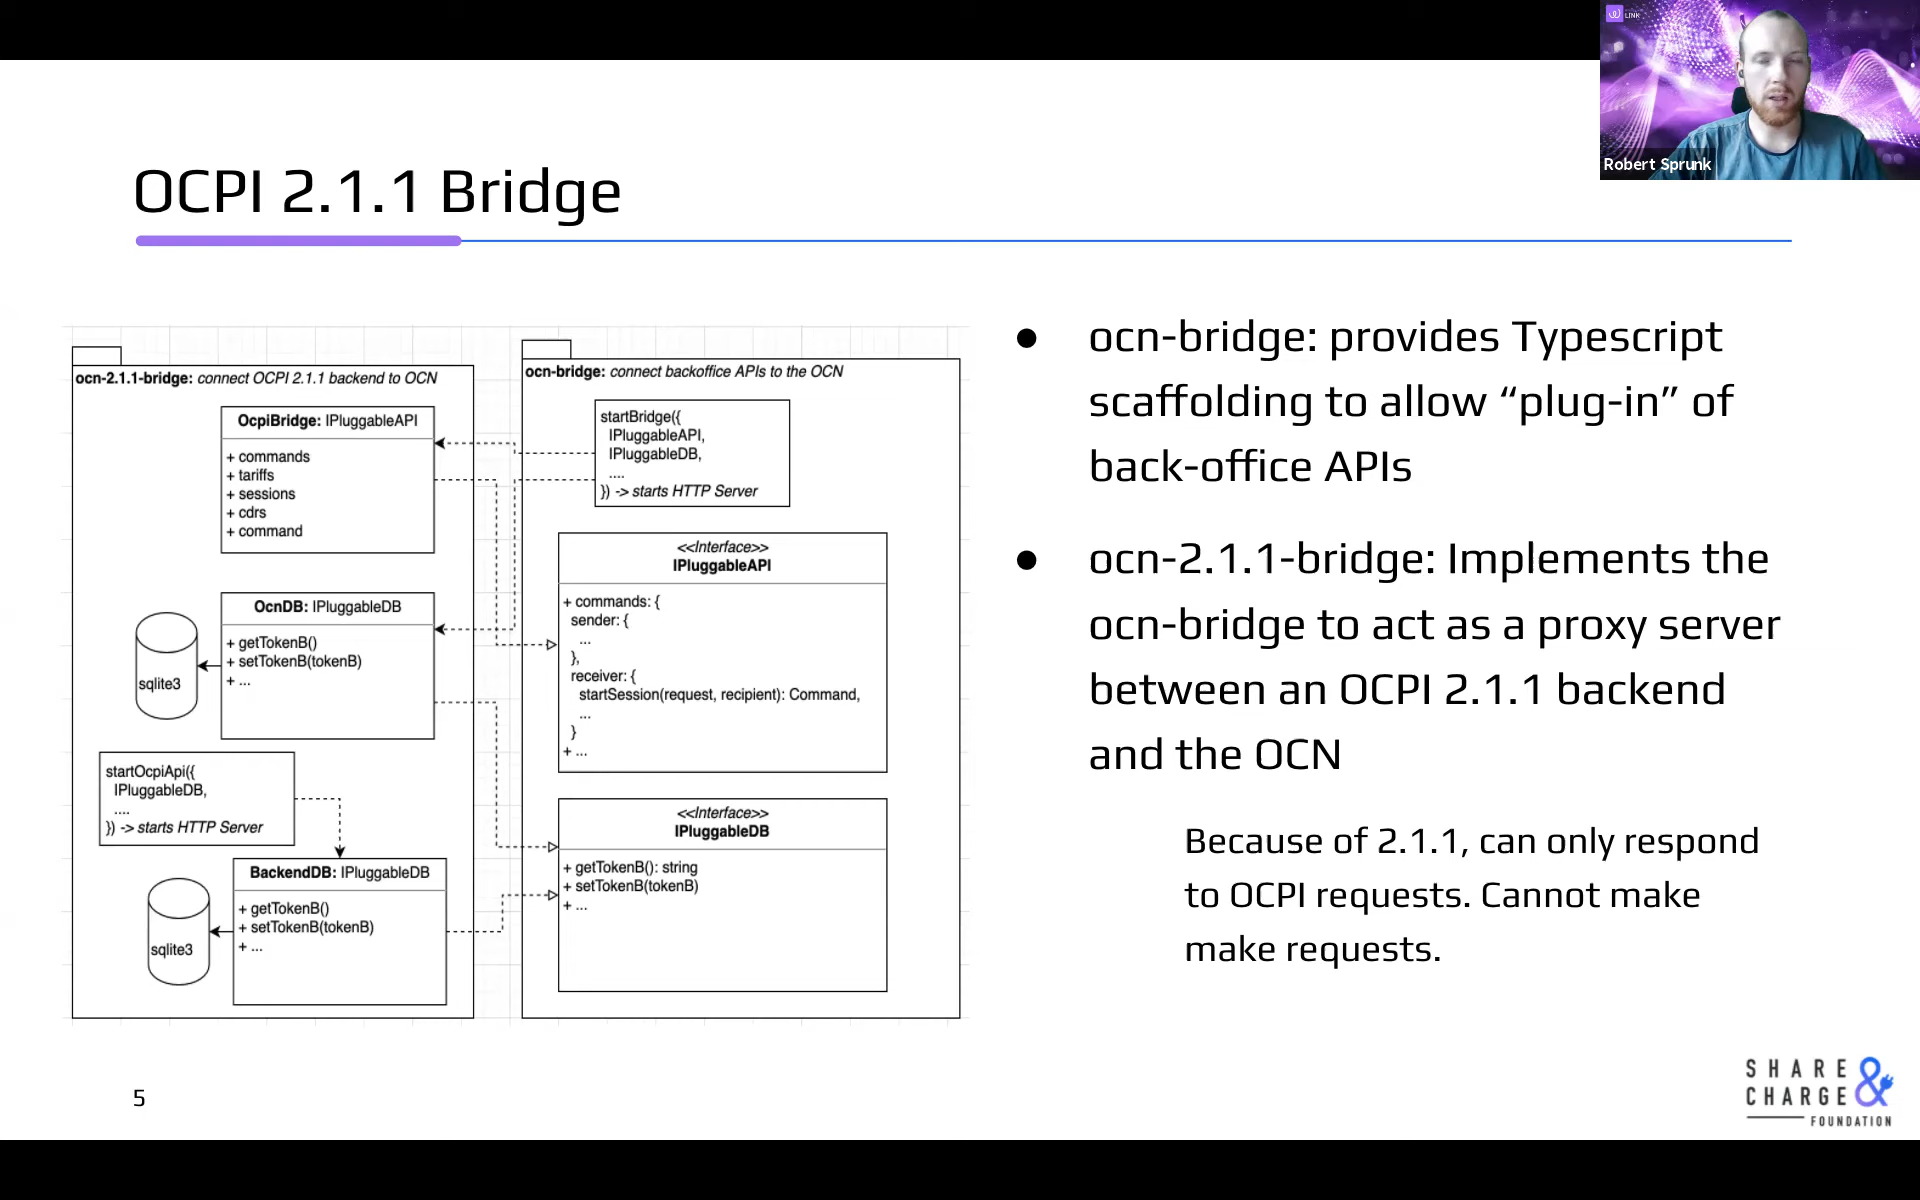 LINK
Robert Sprunk
OCPI 2.1.1 Bridge
ocn-2.1.1-bridge: connect OCPI 2.1.1 backend to OCN
OcpiBridge: IPluggableAPI
+ commands
+ tariffs
+ sessions
+ cdrs
+ command
OcnDB: IPluggableDB
+ getTokenB()
+ setTokenB(tokenB)
+ ...
sqlite3
startOcpiApi({
IPluggableDB,
....
}) -> starts HTTP Server
BackendDB: IPluggableDB
+ getTokenB()
+ setTokenB(tokenB)
+ ...
sqlite3
ocn-bridge: connect backoffice APIs to the OCN
startBridge({
IPluggableAPI,
IPluggableDB,
....
}) -> starts HTTP Server
<<Interface>>
IPluggableAPI
+ commands: {
sender: {
...
},
receiver: {
startSession(request, recipient): Command,
...
}
+ ...
<<Interface>>
IPluggableDB
+ getTokenB(): string
+ setTokenB(tokenB)
+ ...
● ocn-bridge: provides Typescript
scaffolding to allow “plug-in” of
back-office APIs
● ocn-2.1.1-bridge: Implements the
ocn-bridge to act as a proxy server
between an OCPI 2.1.1 backend
and the OCN
Because of 2.1.1, can only respond
to OCPI requests. Cannot make
make requests.
5
SHARE &
CHARGE
FOUNDATION